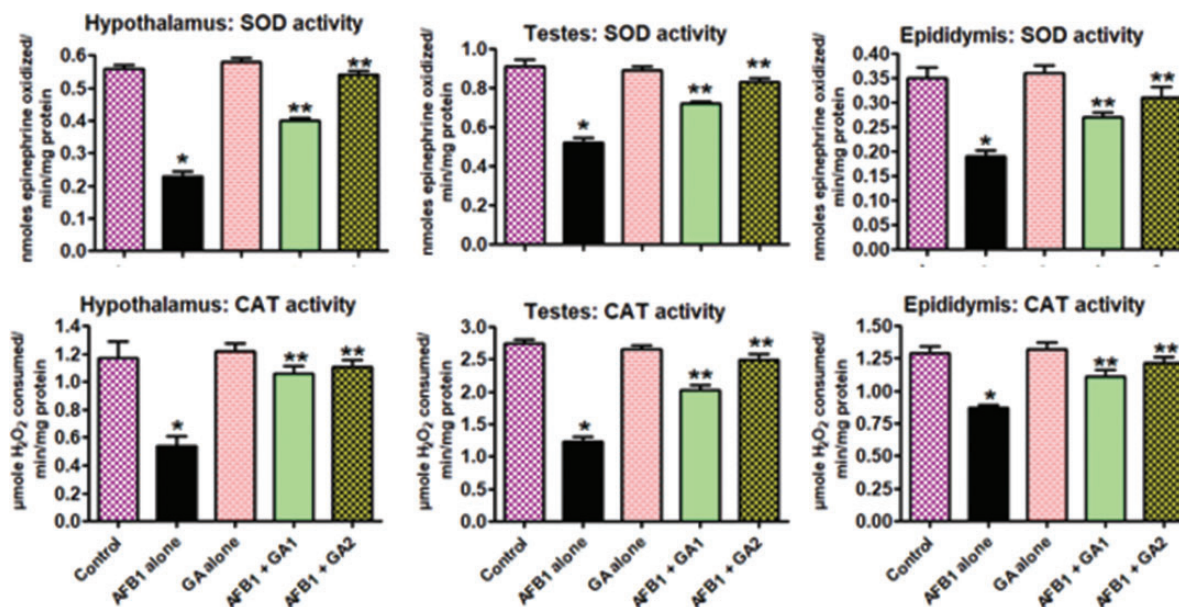 Hypothalamus: SOD activity
nmoles epinephrine oxidized/
min/mg protein
0.6
0.5
0.4
0.3
0.2
0.1
0.0
*
**
**
Testes: SOD activity
nmoles epinephrine oxidized/
min/mg protein
1.0
0.8
0.6
0.4
0.2
0.0
*
**
**
Epididymis: SOD activity
nmoles epinephrine oxidized/
min/mg protein
0.40
0.35
0.30
0.25
0.20
0.15
0.10
0.05
0.00
*
**
**
Hypothalamus: CAT activity
µmole H₂O₂ consumed/
min/mg protein
1.4
1.2
1.0
0.8
0.6
0.4
0.2
0.0
*
**
**
Control
AFB1 alone
GA alone
AFB1 + GA1
AFB1 + GA2
Testes: CAT activity
µmole H₂O₂ consumed/
min/mg protein
3.0
2.5
2.0
1.5
1.0
0.5
0.0
*
**
**
Control
AFB1 alone
GA alone
AFB1 + GA1
AFB1 + GA2
Epididymis: CAT activity
µmole H₂O₂ consumed/
min/mg protein
1.50
1.25
1.00
0.75
0.50
0.25
0.00
*
**
**
Control
AFB1 alone
GA alone
AFB1 + GA1
AFB1 + GA2